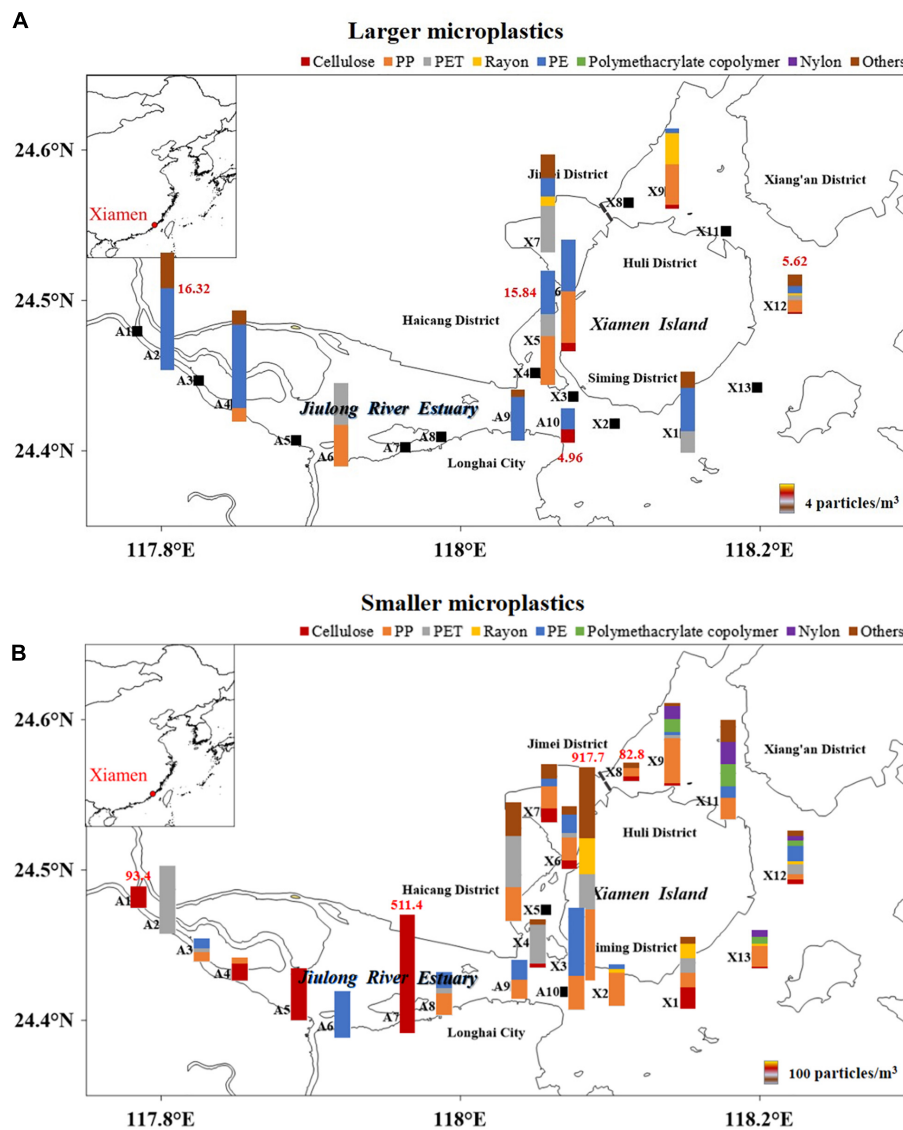 A
Larger microplastics
Cellulose PP PET Rayon PE Polymethacrylate copolymer Nylon Others
24.6°N
24.5°N
24.4°N
Xiamen
Jimei District
Xiang'an District
X8
X9
X11
X7
Huli District
5.62
16.32
15.84
6
X12
Haicang District
Xiamen Island
A1
A2
X5
X4
Siming District
X13
A3
A4
X3
Jiulong River Estuary
A9
A10
X2
X1
A5
A6
A7
A8
Longhai City
4.96
4 particles/m³
117.8°E
118°E
118.2°E
Smaller microplastics
Cellulose PP PET Rayon PE Polymethacrylate copolymer Nylon Others
B
24.6°N
24.5°N
24.4°N
Xiamen
Jimei District
917.7
82.8
Xiang'an District
X8
X9
X7
X11
Huli District
X6
X12
93.4
A1
A2
Haicang District
Xiamen Island
511.4
X5
X4
iming District
A3
X13
A4
X3
Jiulong River Estuary
A9
A10
X2
X1
A5
A6
A7
A8
Longhai City
100 particles/m³
117.8°E
118°E
118.2°E